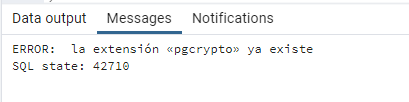 Data output Messages Notifications
ERROR: la extensión «pgcrypto» ya existe
SQL state: 42710